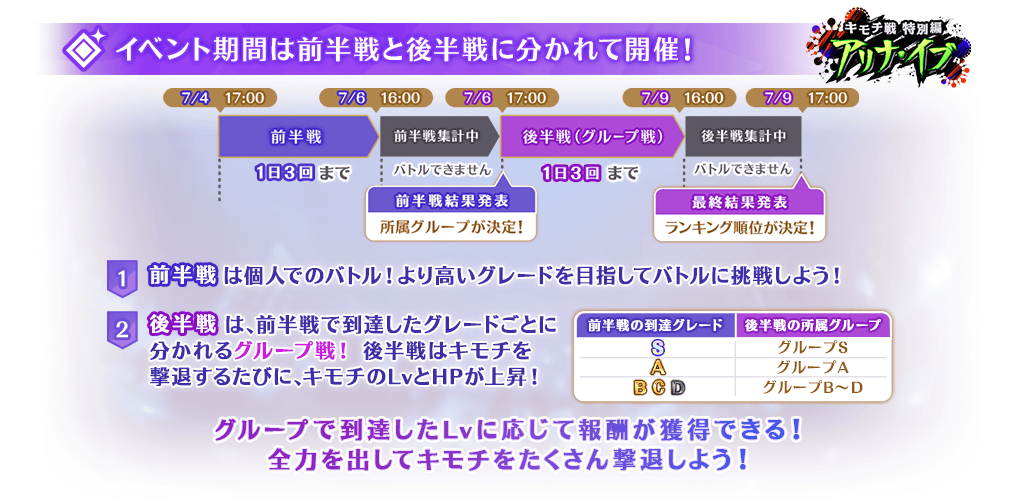 イベント期間は前半戦と後半戦に分かれて開催!
キモチ戦 特別編
アリナ・イブ
7/4 17:00
7/6 16:00
7/6 17:00
7/9 16:00
7/9 17:00
前半戦
前半戦集計中
後半戦(グループ戦)
後半戦集計中
1日3回 まで
バトルできません
1日3回 まで
バトルできません
前半戦結果発表
所属グループが決定!
最終結果発表
ランキング順位が決定!
1 前半戦 は個人でのバトル!より高いグレードを目指してバトルに挑戦しよう!
2 後半戦 は、前半戦で到達したグレードごとに
分かれるグループ戦! 後半戦はキモチを
撃退するたびに、キモチのLvとHPが上昇!
前半戦の到達グレード 後半戦の所属グループ
S グループS
A グループA
B C D グループB〜D
グループで到達したLvに応じて報酬が獲得できる!
全力を出してキモチをたくさん撃退しよう!